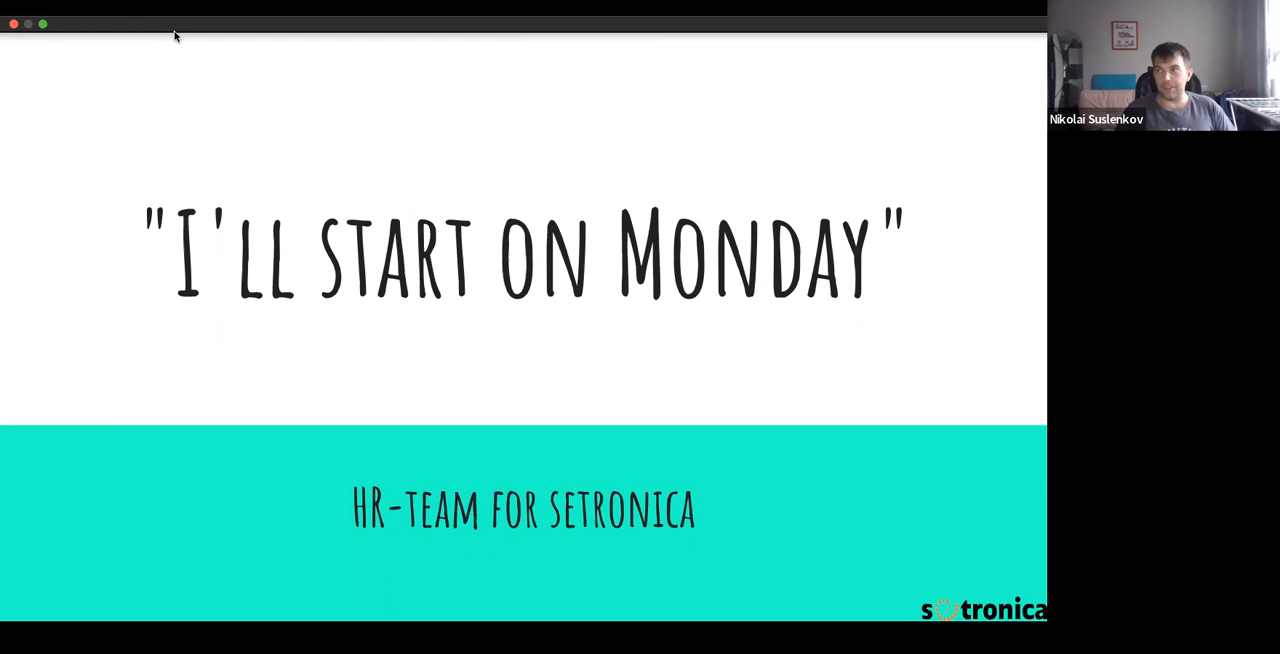 "I'll start on Monday"
HR-team for setronica
setronica
Nikolai Suslenkov